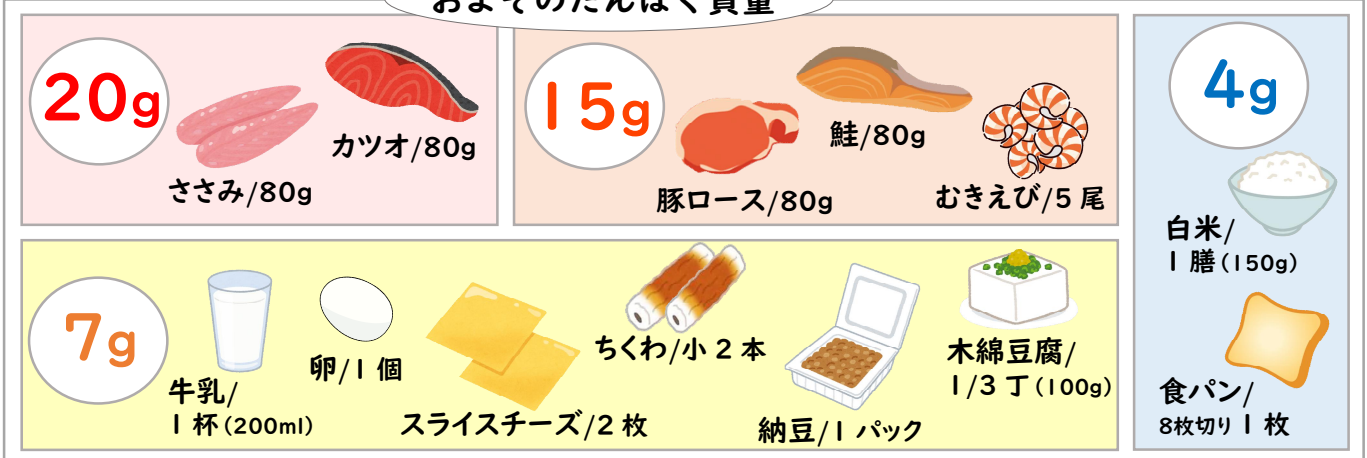 おおよそのたんぱく質量
20g
カツオ/80g
ささみ/80g
15g
鮭/80g
豚ロース/80g
むきえび/5尾
4g
白米/
1膳(150g)
食パン/
8枚切り1枚
7g
牛乳/
1杯(200ml)
卵/1個
スライスチーズ/2枚
ちくわ/小2本
納豆/1パック
木綿豆腐/
1/3丁(100g)